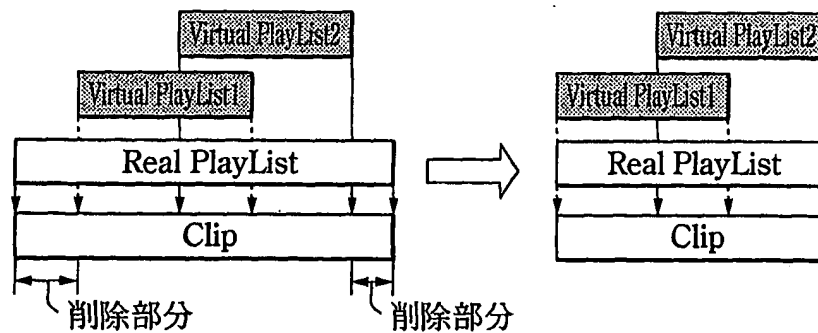 Virtual PlayList2
Virtual PlayList1
Real PlayList
Clip
削除部分
削除部分
Virtual PlayList2
Virtual PlayList1
Real PlayList
Clip